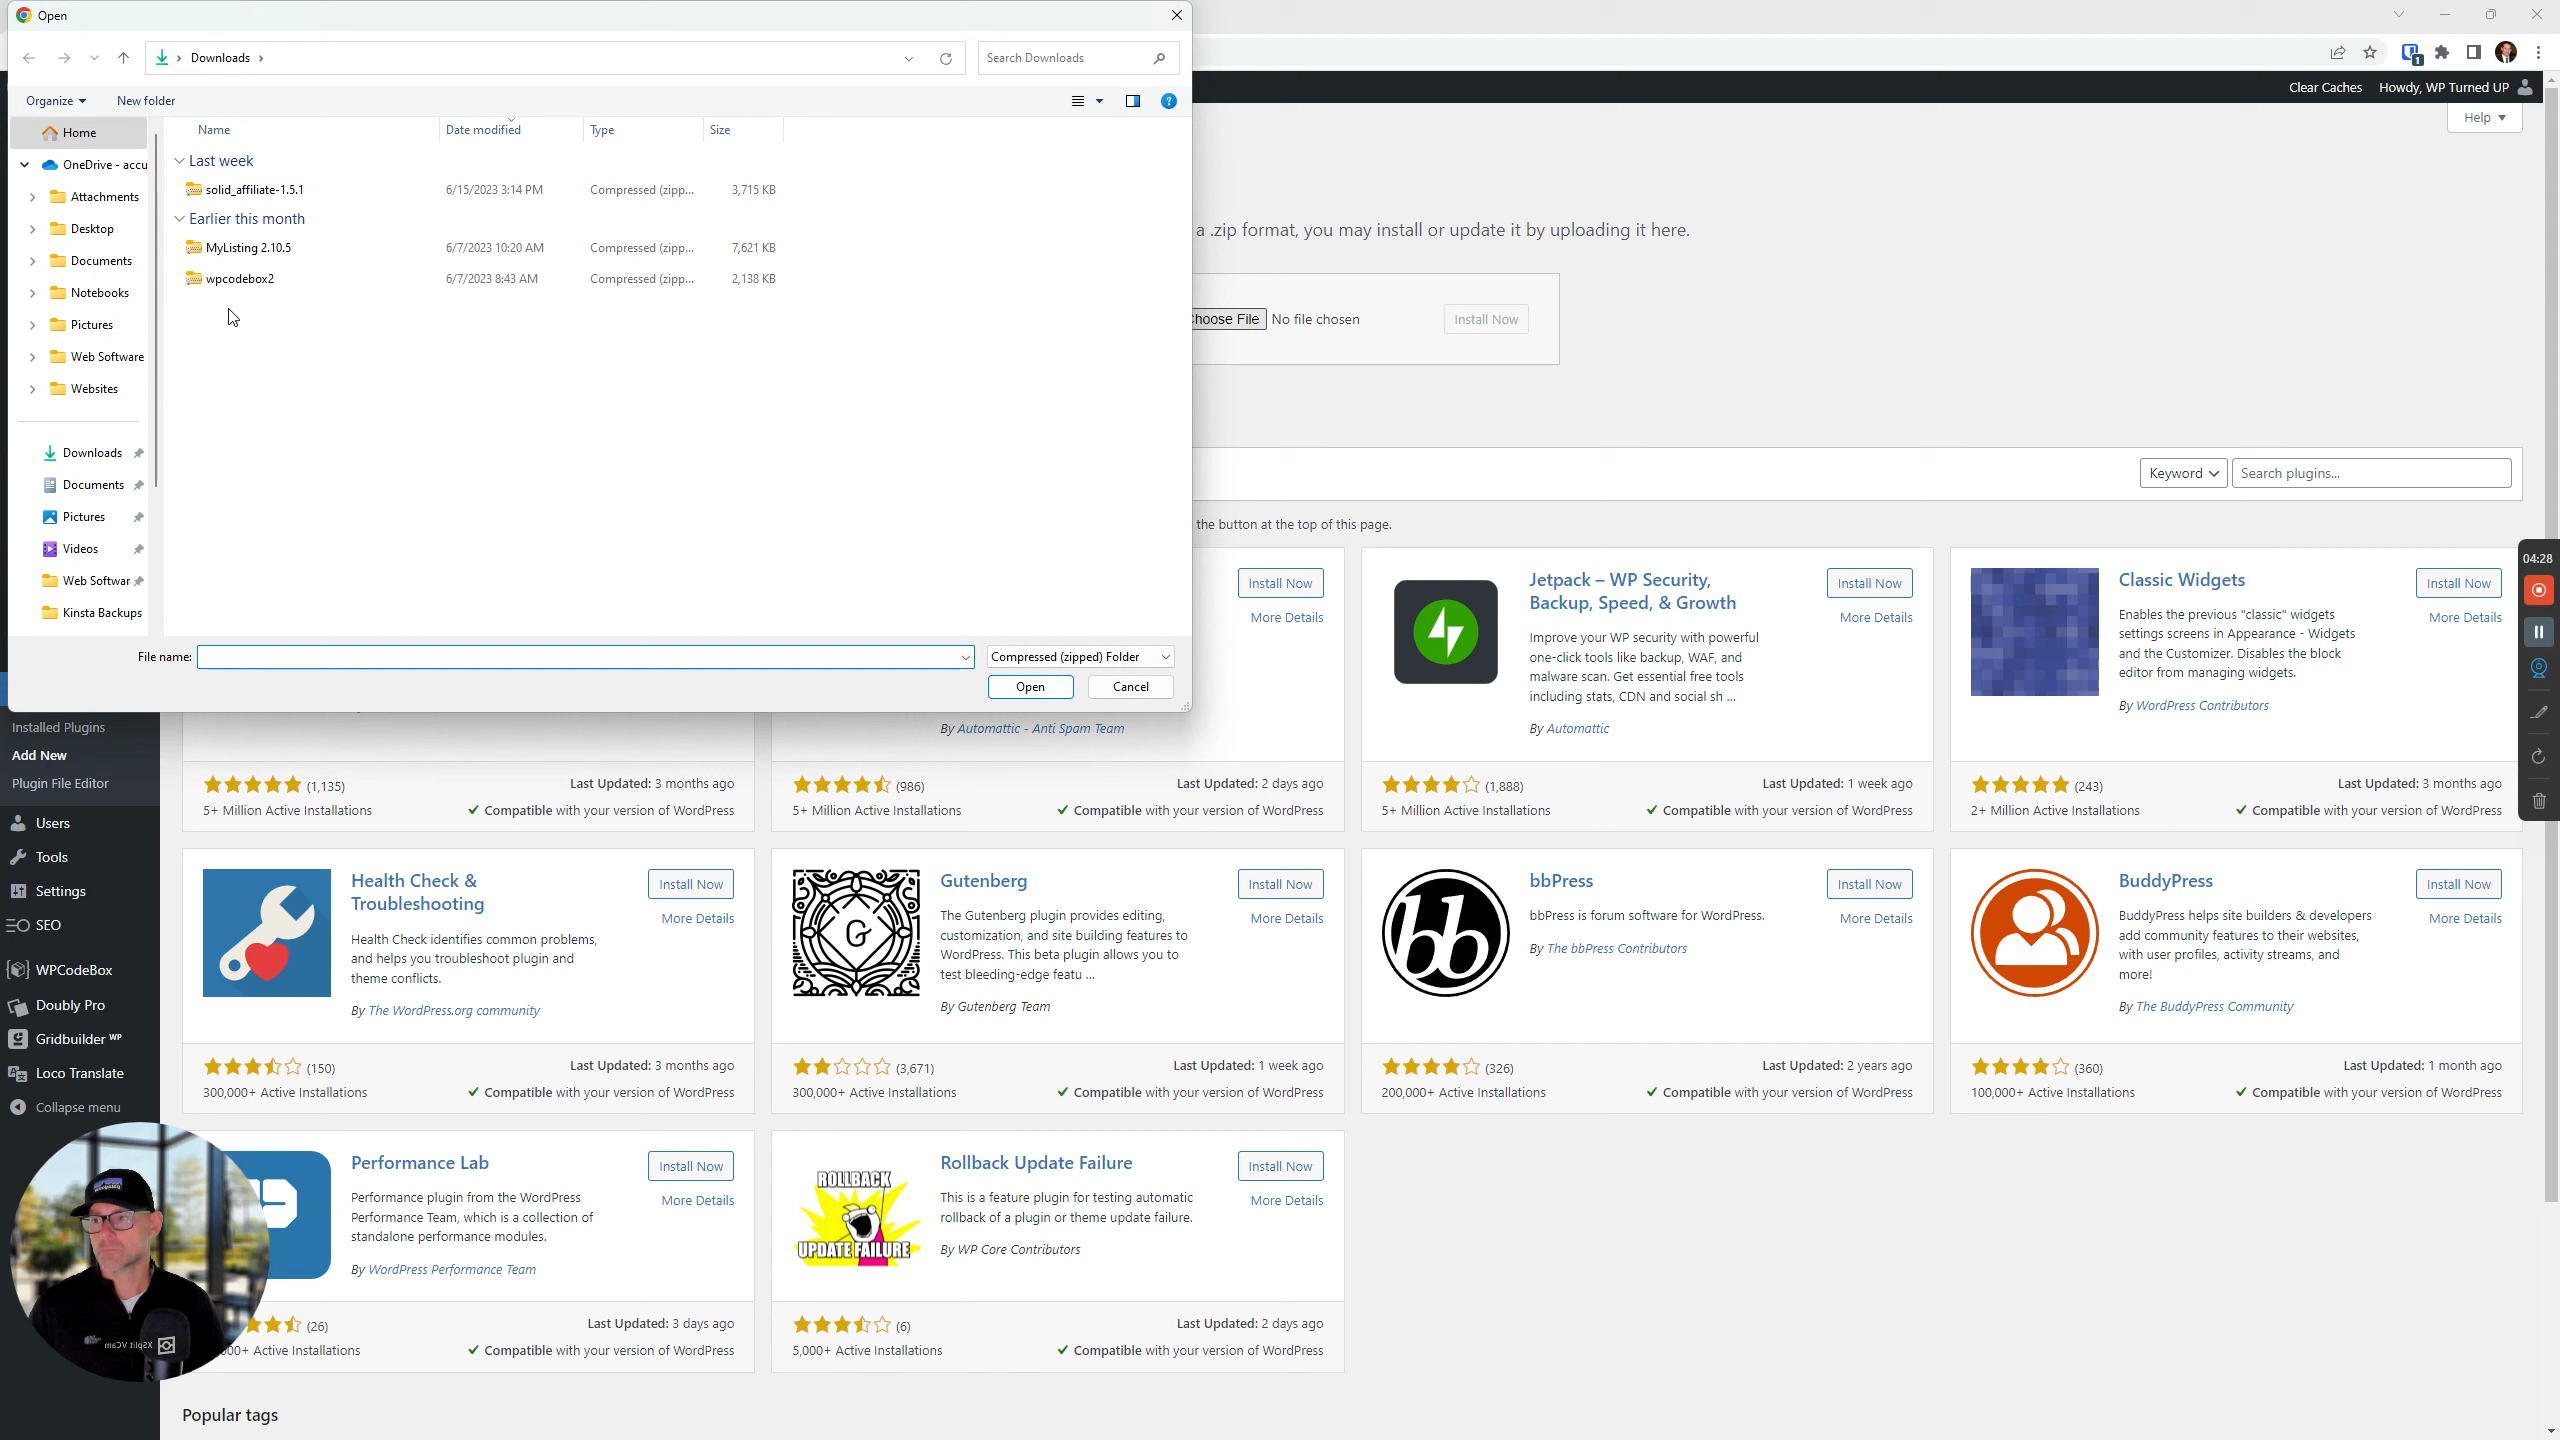 Open
Downloads
Search Downloads
Organize
New folder
Name
Date modified
Type
Size
Home
OneDrive - accu
Attachments
Desktop
Documents
Notebooks
Pictures
Web Software
Websites
Downloads
Documents
Pictures
Videos
Web Softwar
Kinsta Backups
Last week
solid_affiliate-1.5.1 6/15/2023 3:14 PM Compressed (zipp... 3,715 KB
Earlier this month
MyListing 2.10.5 6/7/2023 10:20 AM Compressed (zipp... 7,621 KB
wpcodebox2 6/7/2023 8:43 AM Compressed (zipp... 2,138 KB
File name:
Compressed (zipped) Folder
Open
Cancel
1
Clear Caches
Howdy, WP Turned UP
Help
a .zip format, you may install or update it by uploading it here.
hoose File
No file chosen
Install Now
Keyword
Search plugins...
the button at the top of this page.
04:28
Installed Plugins
Add New
Plugin File Editor
Users
Tools
Settings
SEO
WPCodeBox
Doubly Pro
Gridbuilder WP
Loco Translate
Collapse menu
(1,135)
Last Updated: 3 months ago
5+ Million Active Installations
Compatible with your version of WordPress
Install Now
More Details
By Automattic - Anti Spam Team
(986)
Last Updated: 2 days ago
5+ Million Active Installations
Compatible with your version of WordPress
Jetpack – WP Security,
Backup, Speed, & Growth
Install Now
More Details
Improve your WP security with powerful
one-click tools like backup, WAF, and
malware scan. Get essential free tools
including stats, CDN and social sh ...
By Automattic
(1,888)
Last Updated: 1 week ago
5+ Million Active Installations
Compatible with your version of WordPress
Classic Widgets
Install Now
More Details
Enables the previous "classic" widgets
settings screens in Appearance - Widgets
and the Customizer. Disables the block
editor from managing widgets.
By WordPress Contributors
(243)
Last Updated: 3 months ago
2+ Million Active Installations
Compatible with your version of WordPress
Health Check &
Troubleshooting
Install Now
More Details
Health Check identifies common problems,
and helps you troubleshoot plugin and
theme conflicts.
By The WordPress.org community
(150)
Last Updated: 3 months ago
300,000+ Active Installations
Compatible with your version of WordPress
G
Gutenberg
Install Now
More Details
The Gutenberg plugin provides editing,
customization, and site building features to
WordPress. This beta plugin allows you to
test bleeding-edge featu ...
By Gutenberg Team
(3,671)
Last Updated: 1 week ago
300,000+ Active Installations
Compatible with your version of WordPress
bb
bbPress
Install Now
More Details
bbPress is forum software for WordPress.
By The bbPress Contributors
(326)
Last Updated: 2 years ago
200,000+ Active Installations
Compatible with your version of WordPress
BuddyPress
Install Now
More Details
BuddyPress helps site builders & developers
add community features to their websites,
with user profiles, activity streams, and
more!
By The BuddyPress Community
(360)
Last Updated: 1 month ago
100,000+ Active Installations
Compatible with your version of WordPress
Performance Lab
Install Now
More Details
Performance plugin from the WordPress
Performance Team, which is a collection of
standalone performance modules.
By WordPress Performance Team
(26)
Last Updated: 3 days ago
000+ Active Installations
Compatible with your version of WordPress
ROLLBACK
UPDATE FAILURE
Rollback Update Failure
Install Now
More Details
This is a feature plugin for testing automatic
rollback of a plugin or theme update failure.
By WP Core Contributors
(6)
Last Updated: 2 days ago
5,000+ Active Installations
Compatible with your version of WordPress
XSplit VCam
Popular tags